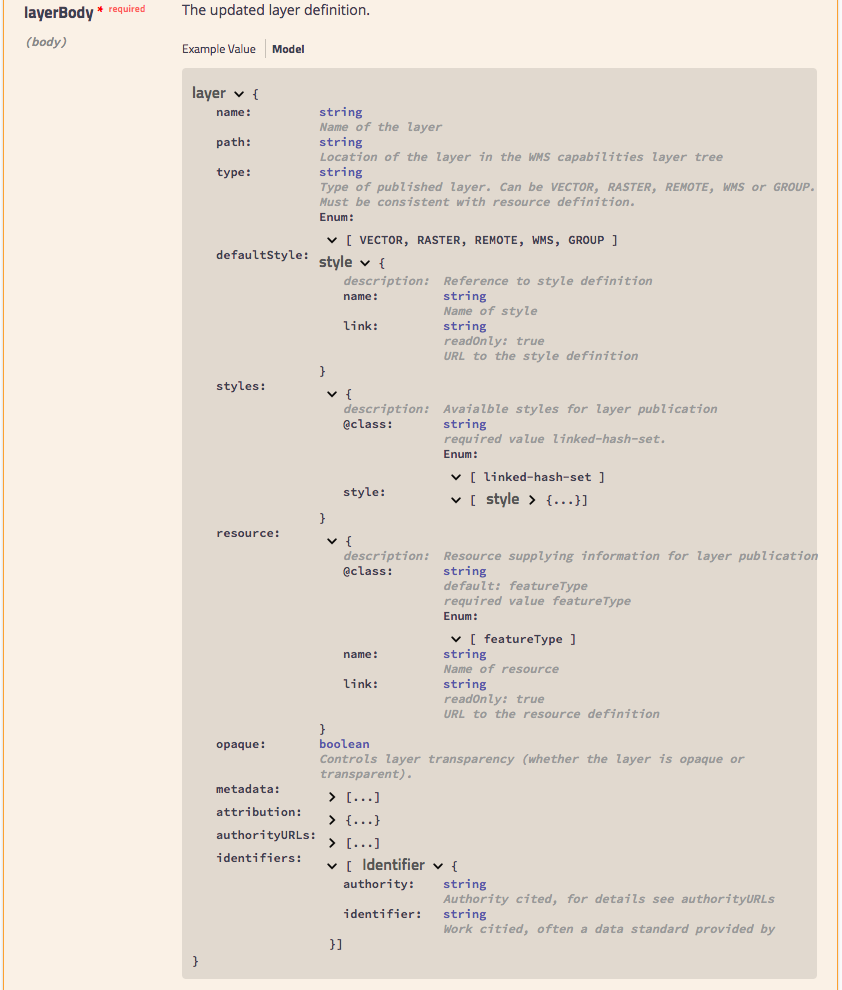 layerBody * required
(body)
The updated layer definition.
Example Value Model
layer {
name: string
Name of the layer
path: string
Location of the layer in the WMS capabilities layer tree
type: string
Type of published layer. Can be VECTOR, RASTER, REMOTE, WMS or GROUP.
Must be consistent with resource definition.
Enum:
[ VECTOR, RASTER, REMOTE, WMS, GROUP ]
defaultStyle: style {
description: Reference to style definition
name: string
Name of style
link: string
readOnly: true
URL to the style definition
}
styles: {
description: Avaialble styles for layer publication
@class: string
required value linked-hash-set.
Enum:
[ linked-hash-set ]
style: [ style {...}]
}
resource: {
description: Resource supplying information for layer publication
@class: string
default: featureType
required value featureType
Enum:
[ featureType ]
name: string
Name of resource
link: string
readOnly: true
URL to the resource definition
}
opaque: boolean
Controls layer transparency (whether the layer is opaque or
transparent).
metadata: [...]
attribution: {...}
authorityURLs: [...]
identifiers: [ Identifier {
authority: string
Authority cited, for details see authorityURLs
identifier: string
Work citied, often a data standard provided by
}]
}